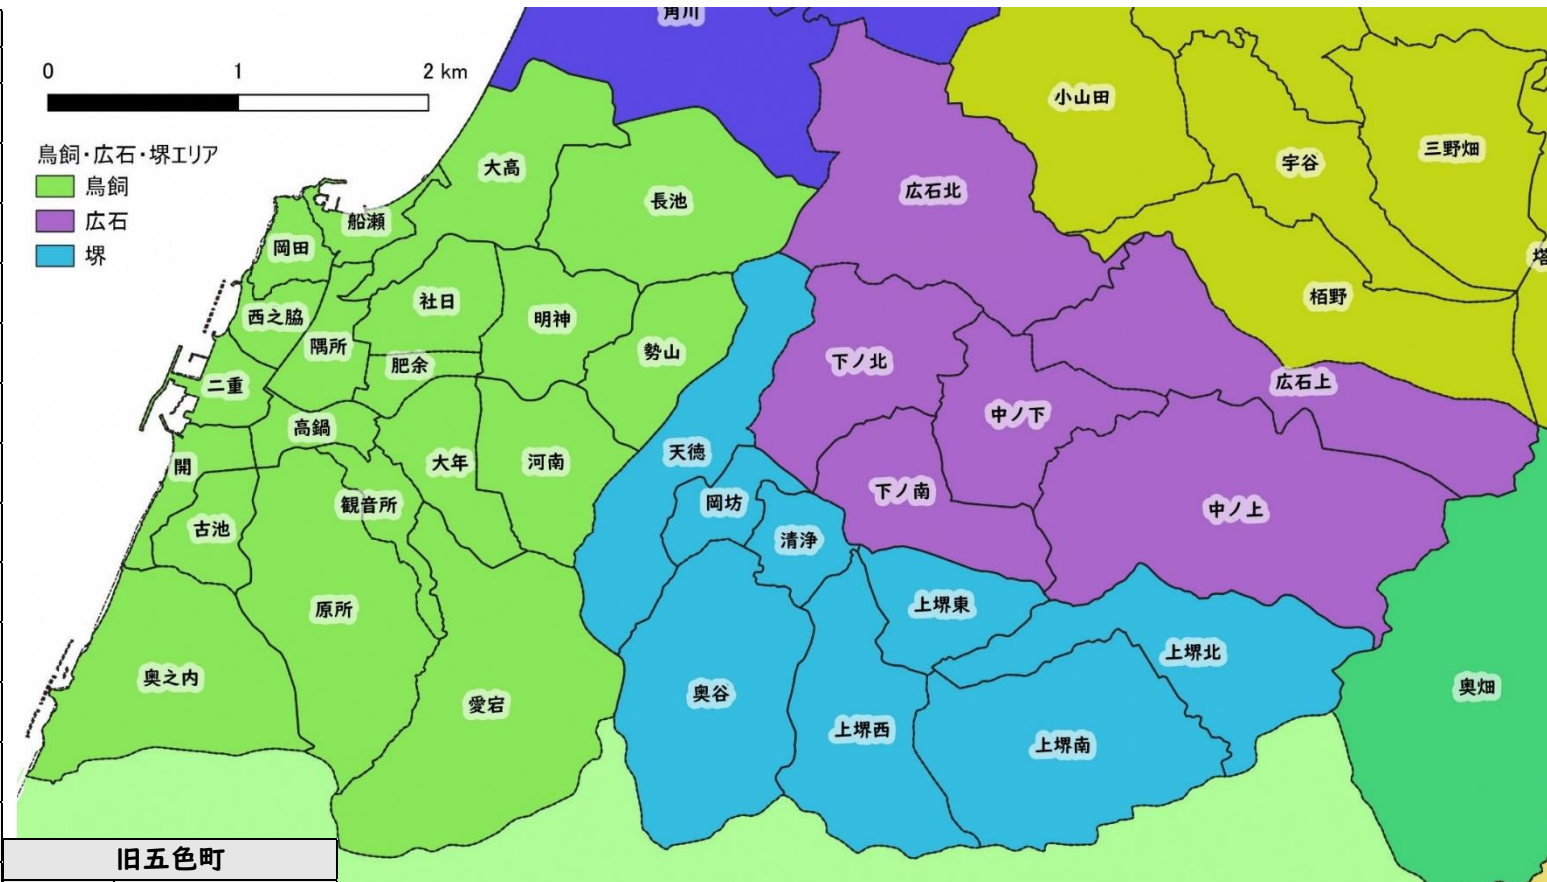 角川
0 1 2 km
小山田
三野畑
宇谷
鳥飼・広石・堺エリア
鳥飼
広石
堺
大高
長池
広石北
船瀬
岡田
塔
栢野
社日
西之脇
明神
隅所
勢山
下ノ北
肥余
二重
広石上
中ノ下
高鍋
天徳
開
大年
河南
下ノ南
岡坊
観音所
中ノ上
古池
清浄
上堺東
原所
上堺北
奥之内
奥谷
奥畑
愛宕
上堺西
上堺南
旧五色町